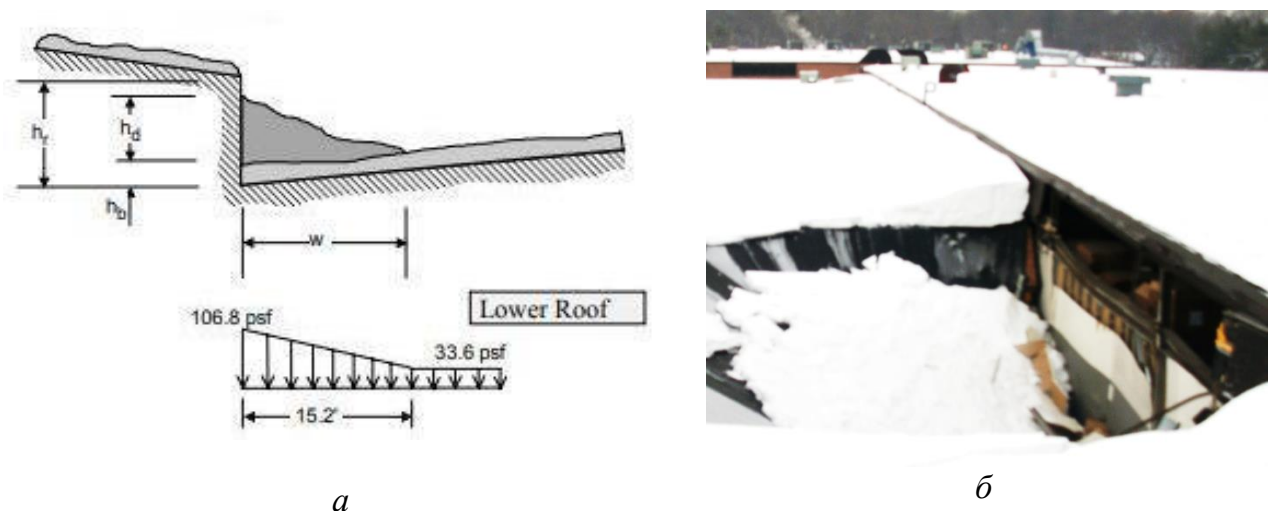 h_r
h_d
h_b
w
Lower Roof
106.8 psf
33.6 psf
15.2'
а
б